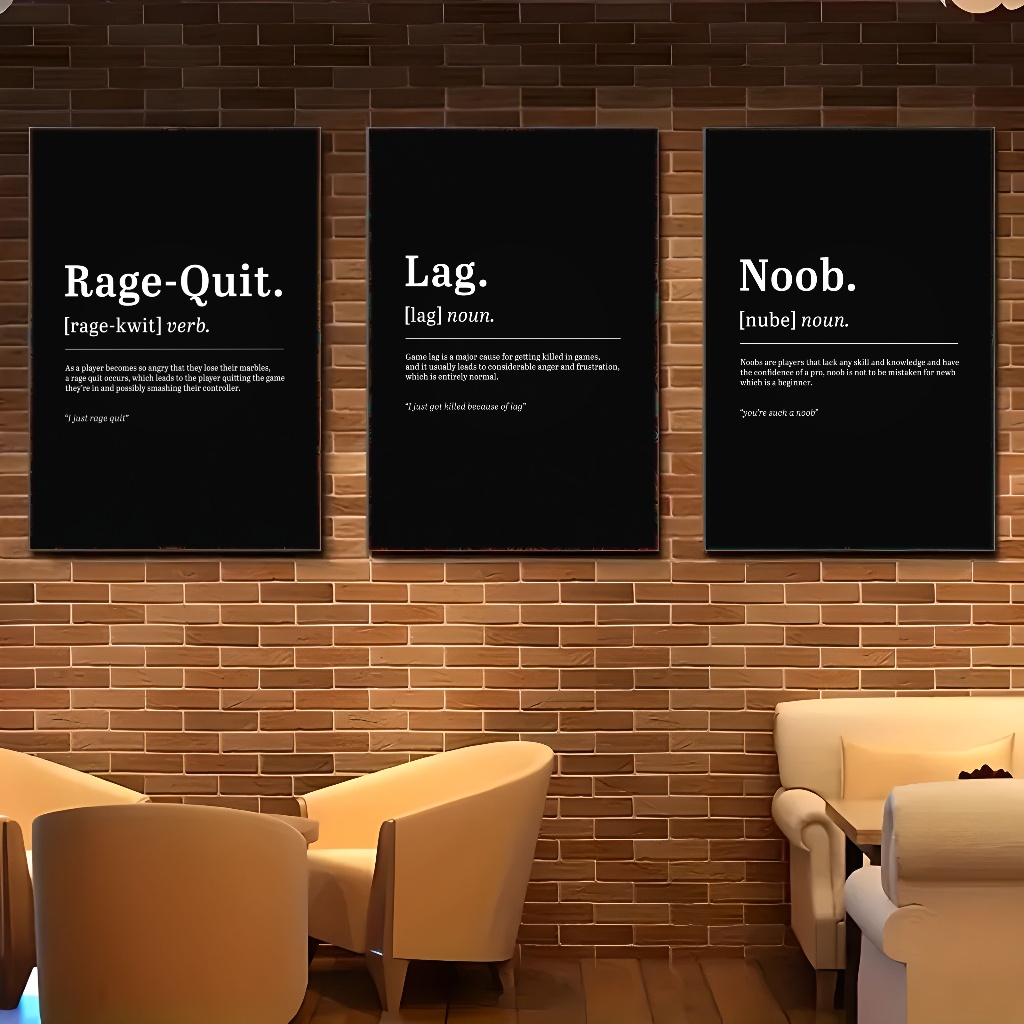 Rage-Quit.
[rage-kwit] verb.
As a player becomes so angry that they lose their marbles,
a rage quit occurs, which leads to the player quitting the game
they're in and possibly smashing their controller.
"I just rage quit"
Lag.
[lag] noun.
Game lag is a major cause for getting killed in games,
and it usually leads to considerable anger and frustration,
which is entirely normal.
"I just got killed because of lag"
Noob.
[nube] noun.
Noobs are players that lack any skill and knowledge and have
the confidence of a pro, noob is not to be mistaken for newb
which is a beginner.
"you're such a noob"